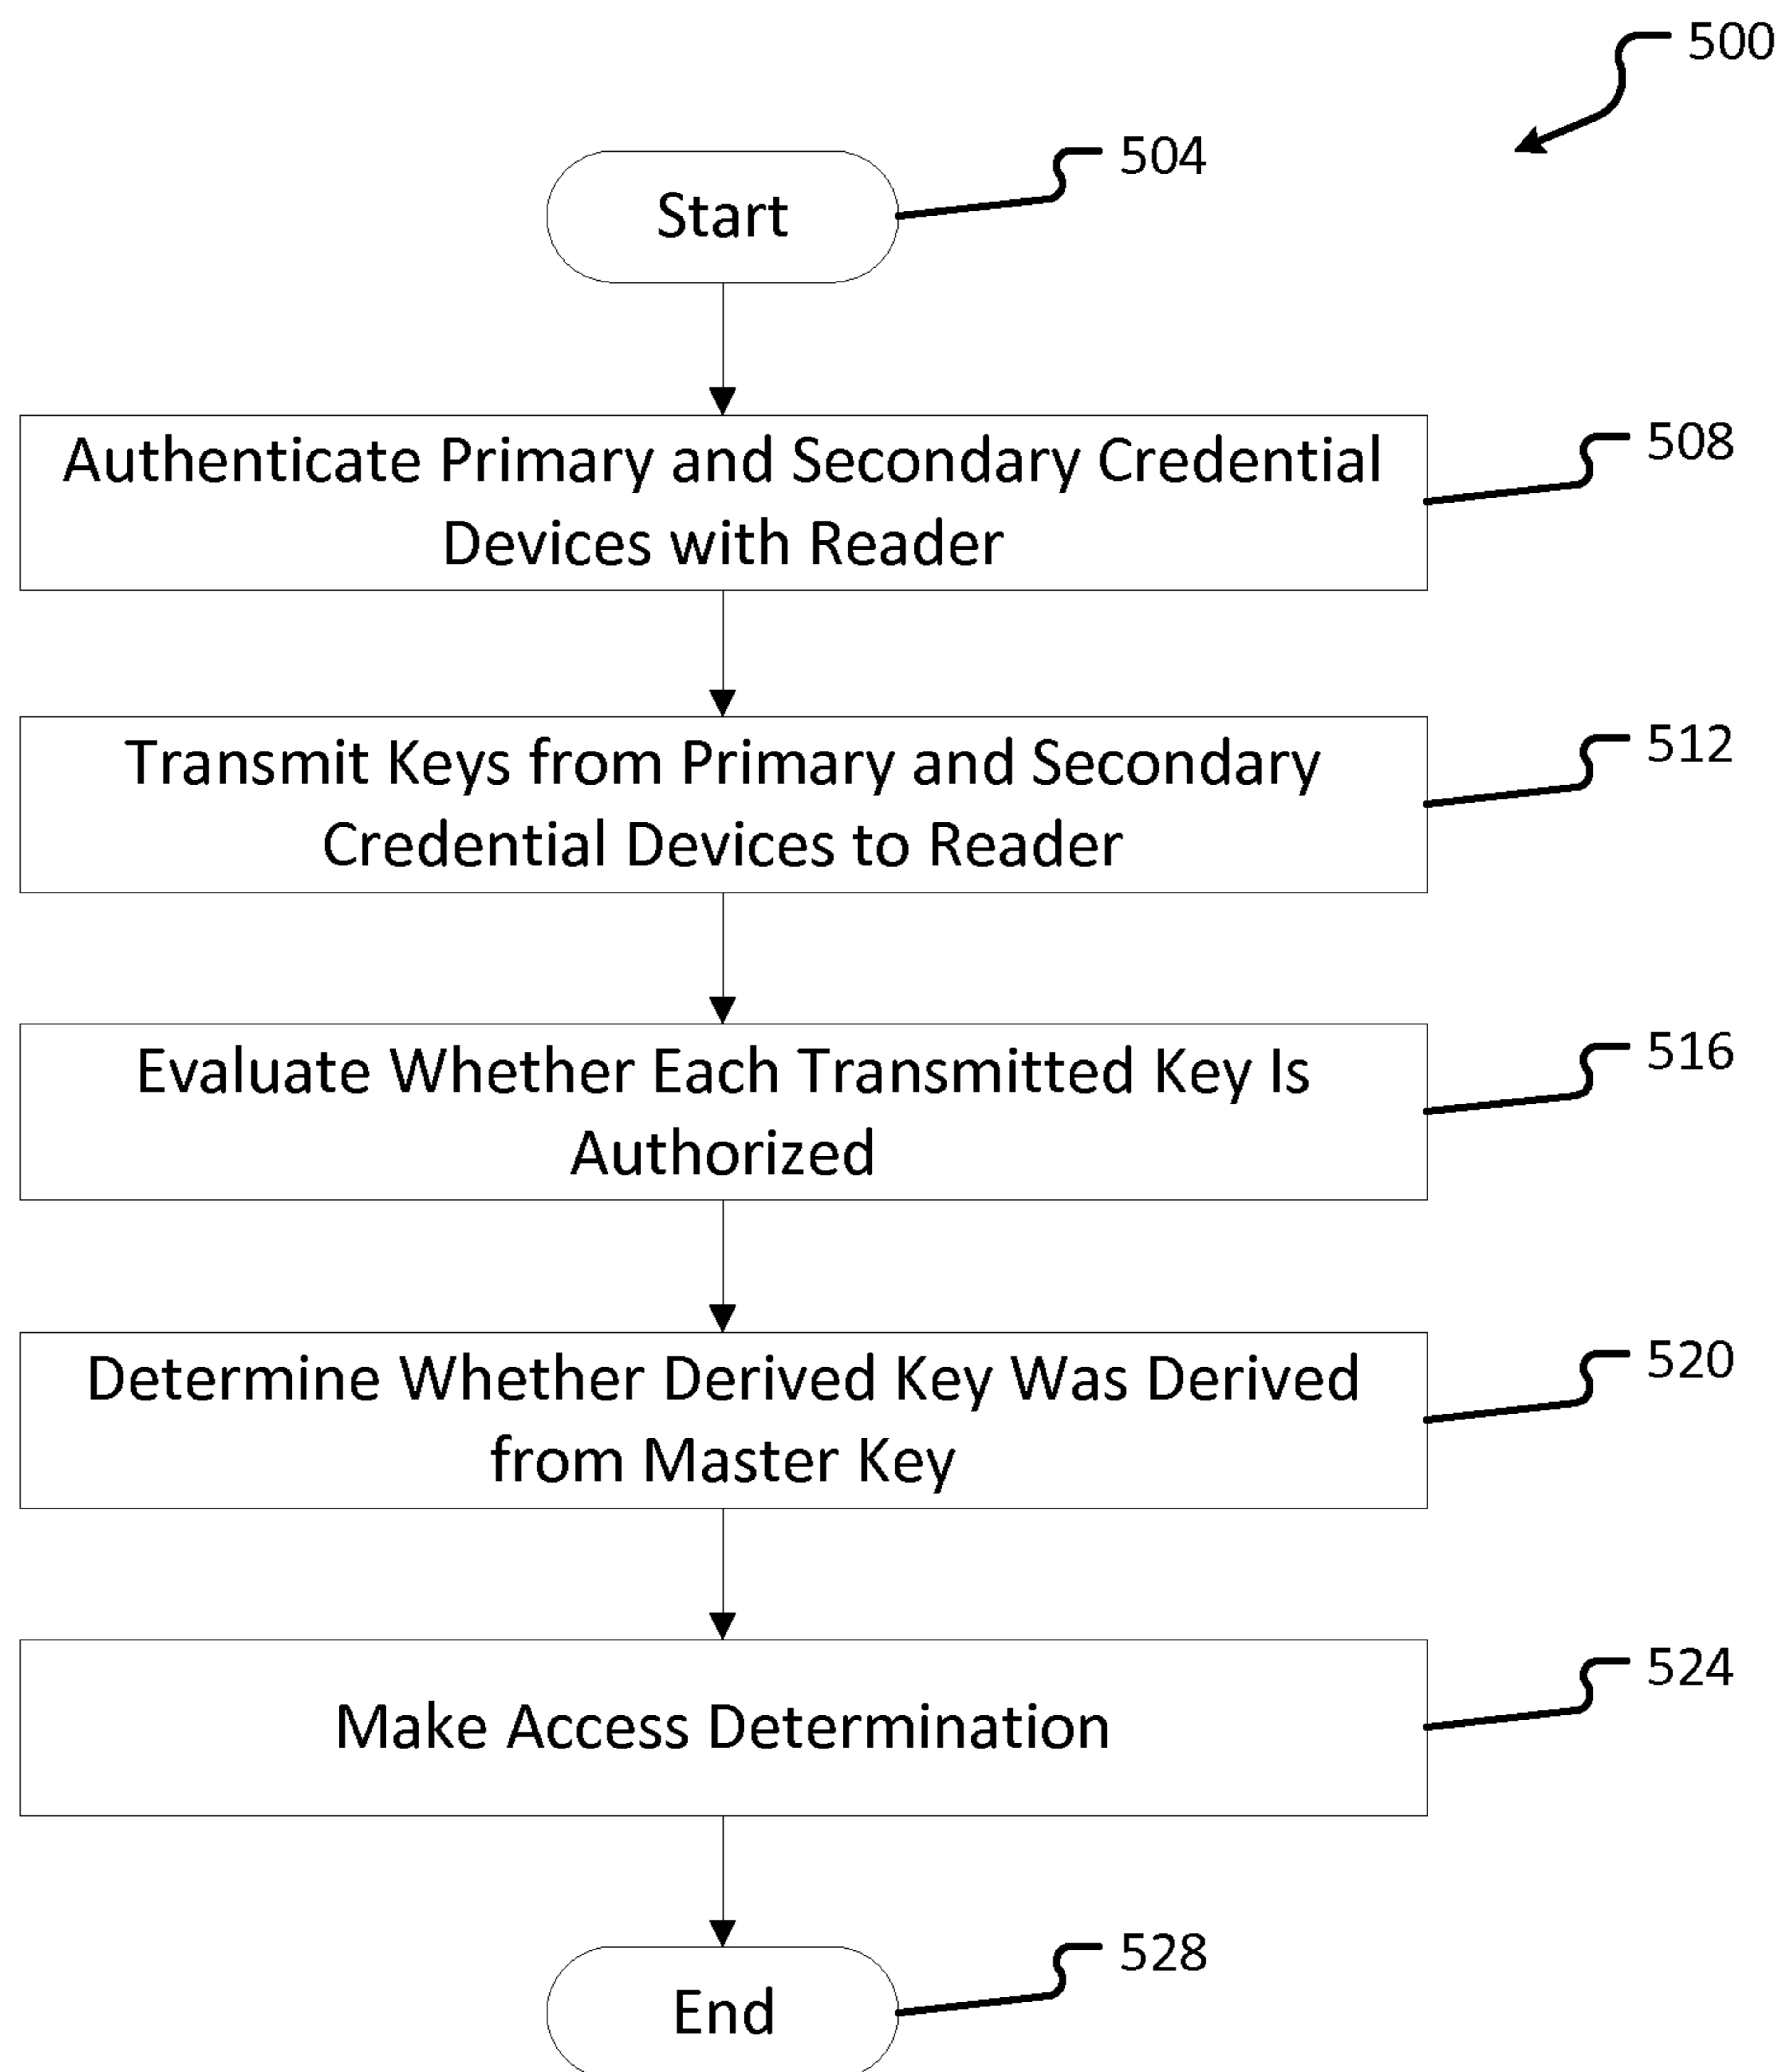 500
Start
504
Authenticate Primary and Secondary Credential
Devices with Reader
508
Transmit Keys from Primary and Secondary
Credential Devices to Reader
512
Evaluate Whether Each Transmitted Key Is
Authorized
516
Determine Whether Derived Key Was Derived
from Master Key
520
Make Access Determination
524
End
528